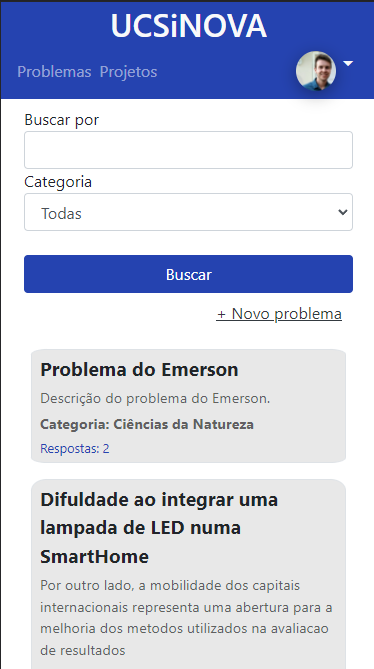 UCSiNOVA
Problemas Projetos
Buscar por
Categoria
Todas
Buscar
+ Novo problema
Problema do Emerson
Descrição do problema do Emerson.
Categoria: Ciências da Natureza
Respostas: 2
Difuldade ao integrar uma
lampada de LED numa
SmartHome
Por outro lado, a mobilidade dos capitais
internacionais representa uma abertura para a
melhoria dos metodos utilizados na avaliacao
de resultados